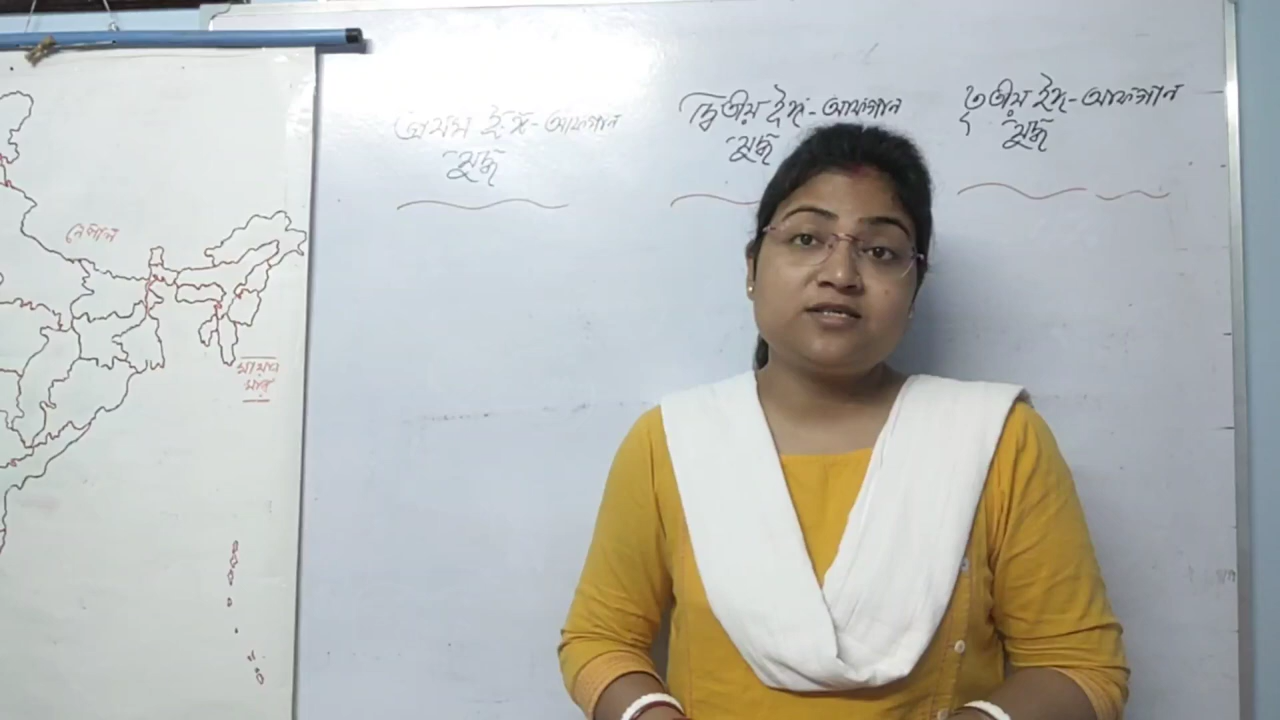 নেপাল
মায়ান
মার
প্রথম ইঙ্গ-আফগান
যুদ্ধ
দ্বিতীয় ইঙ্গ-আফগান
যুদ্ধ
তৃতীয় ইঙ্গ-আফগান
যুদ্ধ